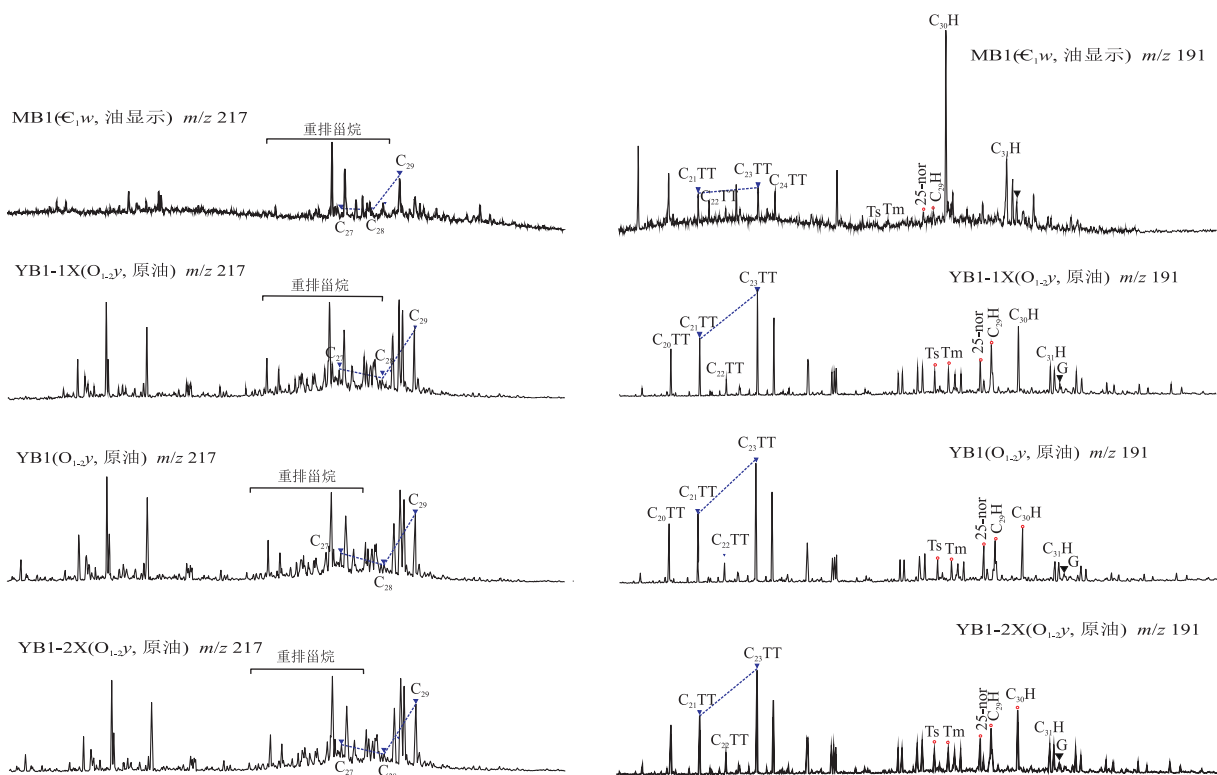 MB1(Є₁w, 油显示) m/z 217
重排甾烷
C₂₇
C₂₈
C₂₉
C₃₀H
MB1(Є₁w, 油显示) m/z 191
C₂₁TT
C₂₂TT
C₂₃TT
C₂₄TT
Ts
Tm
25-nor
C₂₉H
C₃₁H
YB1-1X(O₁₋₂y, 原油) m/z 217
重排甾烷
C₂₇
C₂₉
YB1-1X(O₁₋₂y, 原油) m/z 191
C₂₃TT
C₂₁TT
C₂₀TT
C₂₂TT
Ts
Tm
25-nor
C₂₉H
C₃₀H
C₃₁H
G
YB1(O₁₋₂y, 原油) m/z 217
重排甾烷
C₂₇
C₂₈
C₂₉
YB1(O₁₋₂y, 原油) m/z 191
C₂₃TT
C₂₁TT
C₂₀TT
C₂₂TT
Ts
Tm
25-nor
C₂₉H
C₃₀H
C₃₁H
G
YB1-2X(O₁₋₂y, 原油) m/z 217
重排甾烷
C₂₇
C₂₉
YB1-2X(O₁₋₂y, 原油) m/z 191
C₂₃TT
C₂₁TT
C₂₂TT
Ts
Tm
25-nor
C₂₉H
C₃₀H
C₃₁H
G